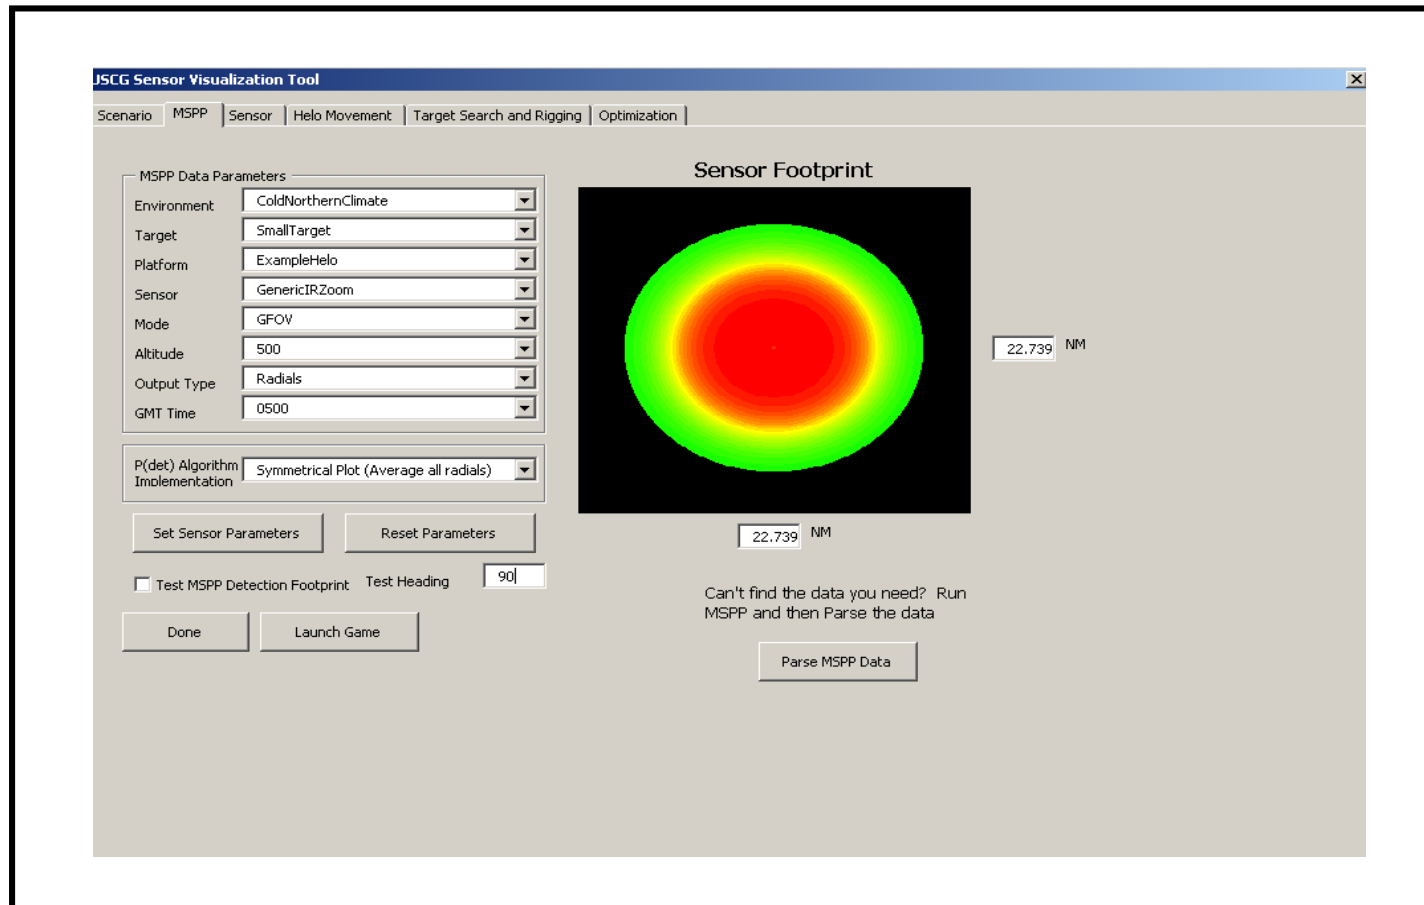 JSCG Sensor Visualization Tool
Scenario MSPP Sensor Helo Movement Target Search and Rigging Optimization
MSPP Data Parameters
Environment ColdNorthernClimate
Target SmallTarget
Platform ExampleHelo
Sensor GenericIRZoom
Mode GFOV
Altitude 500
Output Type Radials
GMT Time 0500
P(det) Algorithm
Implementation
Symmetrical Plot (Average all radials)
Set Sensor Parameters Reset Parameters
Test MSPP Detection Footprint Test Heading 90
Done Launch Game
Sensor Footprint
22.739 NM
22.739 NM
Can't find the data you need? Run
MSPP and then Parse the data
Parse MSPP Data